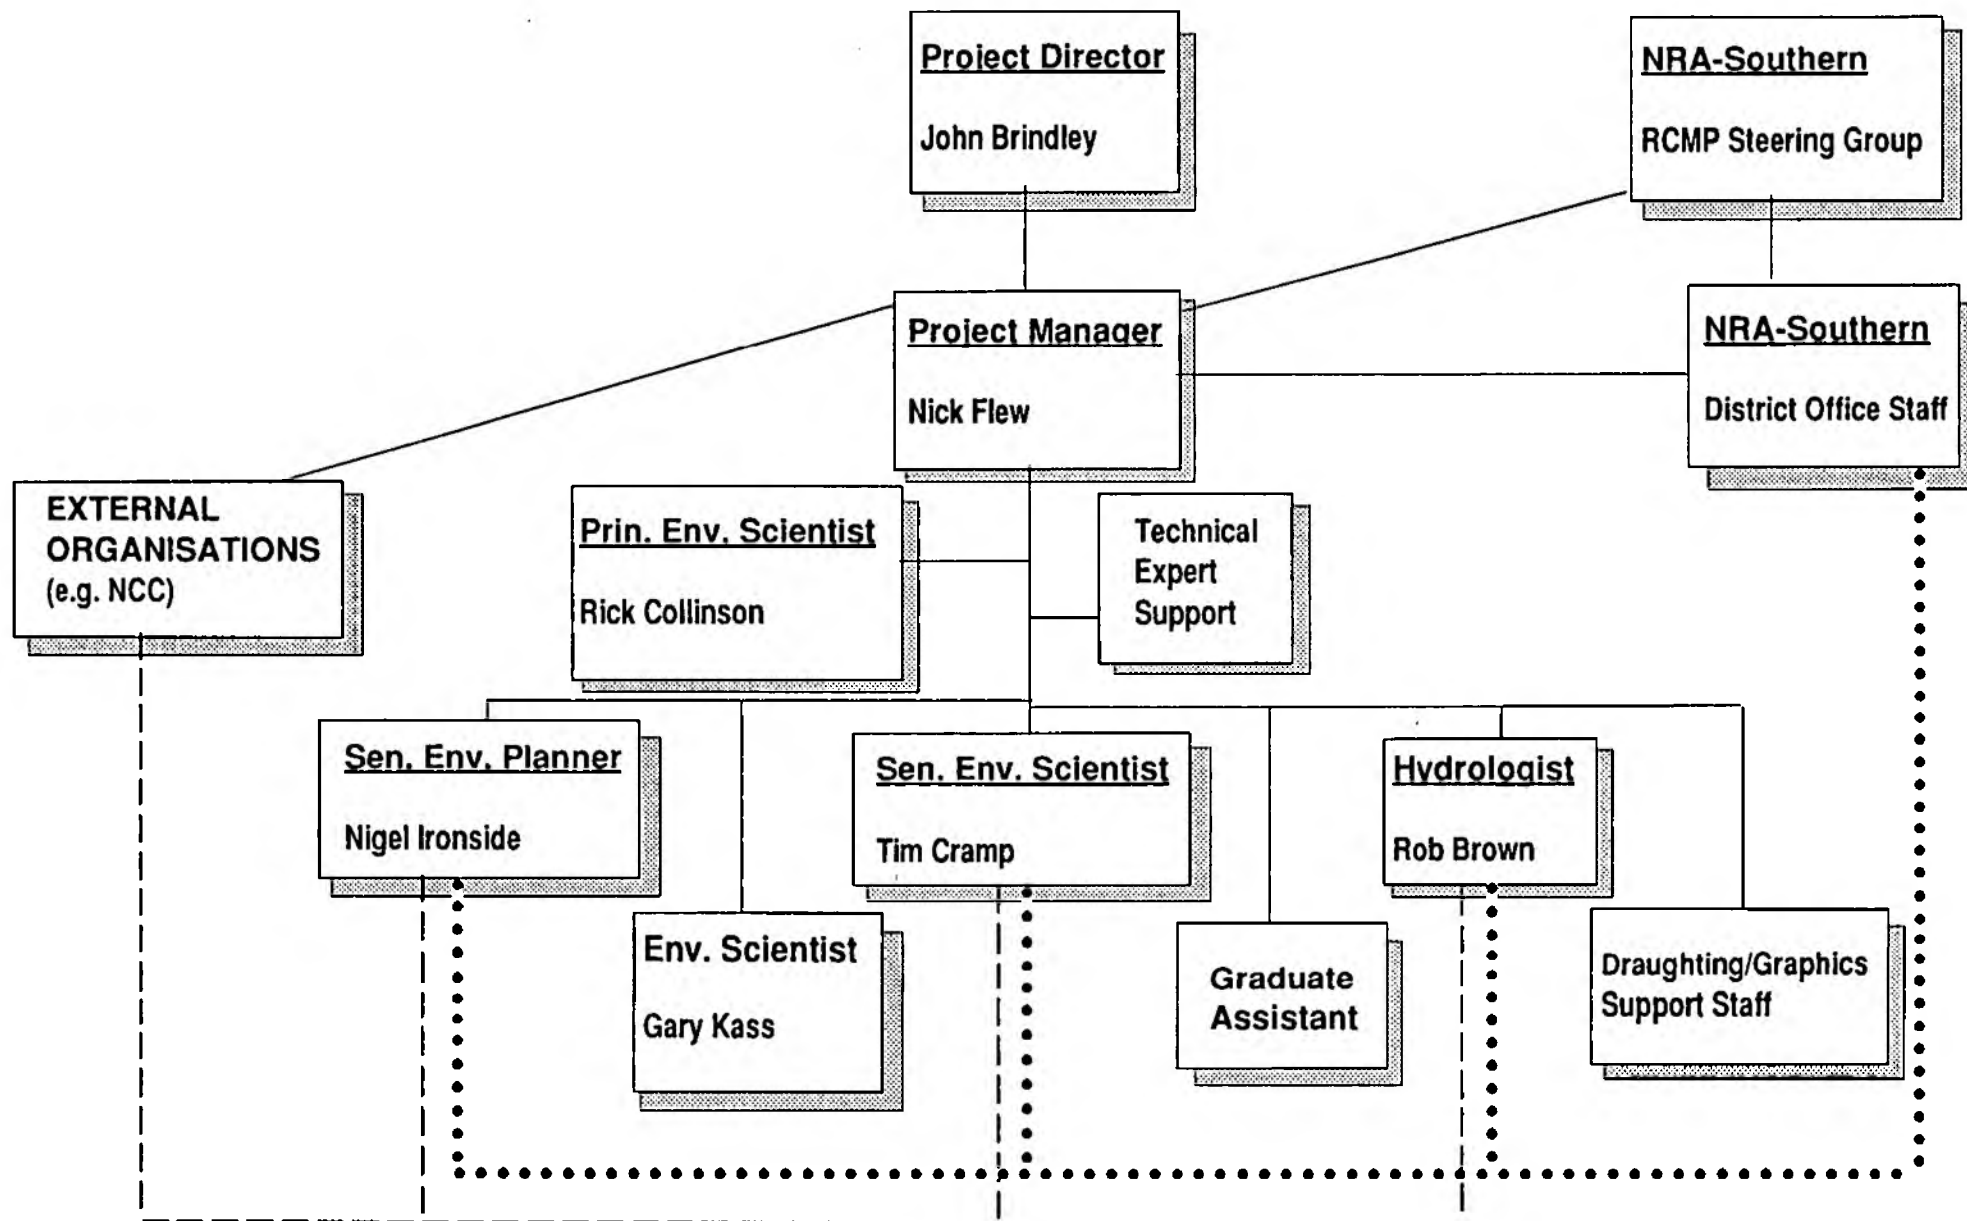 Project Director
John Brindley
NRA-Southern
RCMP Steering Group
Project Manager
Nick Flew
NRA-Southern
District Office Staff
EXTERNAL
ORGANISATIONS
(e.g. NCC)
Prin. Env. Scientist
Rick Collinson
Technical
Expert
Support
Sen. Env. Planner
Nigel Ironside
Sen. Env. Scientist
Tim Cramp
Hydrologist
Rob Brown
Env. Scientist
Gary Kass
Graduate
Assistant
Draughting/Graphics
Support Staff